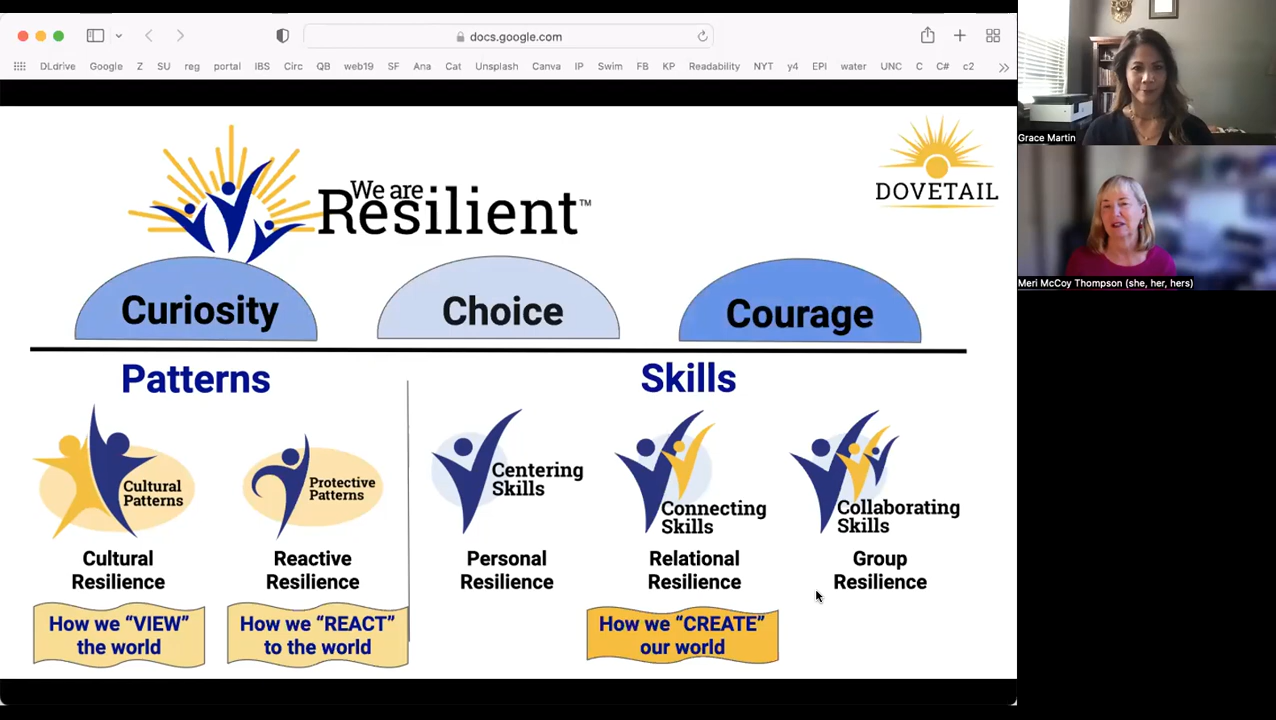 docs.google.com
DLdrive Google Z SU reg portal IBS Circ web19 SF Ana Cat Unsplash Canva IP Swim FB KP Readability NYT y4 EPI water UNC C C# c2
Grace Martin
Meri McCoy Thompson (she, her, hers)
We are
Resilient™
DOVETAIL
Curiosity Choice Courage
Patterns Skills
Cultural
Patterns
Protective
Patterns
Centering
Skills
Connecting
Skills
Collaborating
Skills
Cultural
Resilience
Reactive
Resilience
Personal
Resilience
Relational
Resilience
Group
Resilience
How we “VIEW”
the world
How we “REACT”
to the world
How we “CREATE”
our world